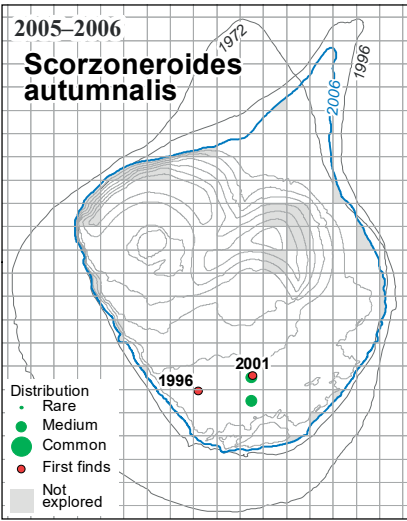 2005–2006
Scorzoneroides
autumnalis
1972
1996
2006
2001
1996
Distribution
Rare
Medium
Common
First finds
Not
explored